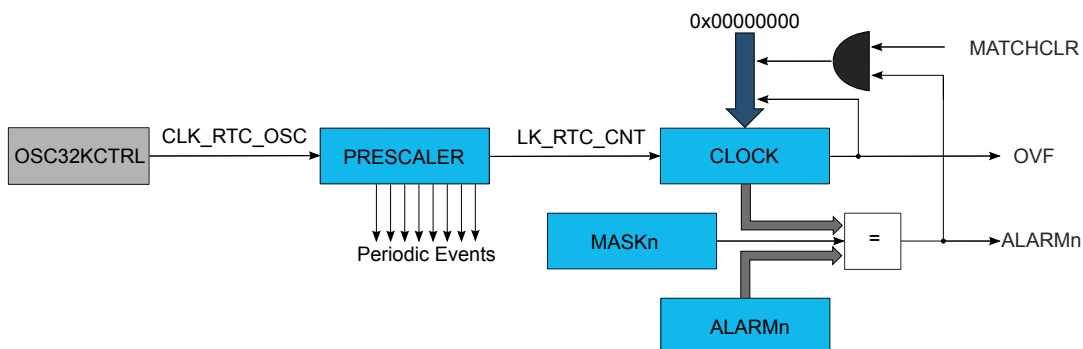 0x00000000
MATCHCLR
OSC32KCTRL
CLK_RTC_OSC
PRESCALER
LK_RTC_CNT
CLOCK
OVF
Periodic Events
MASKn
=
ALARMn
ALARMn